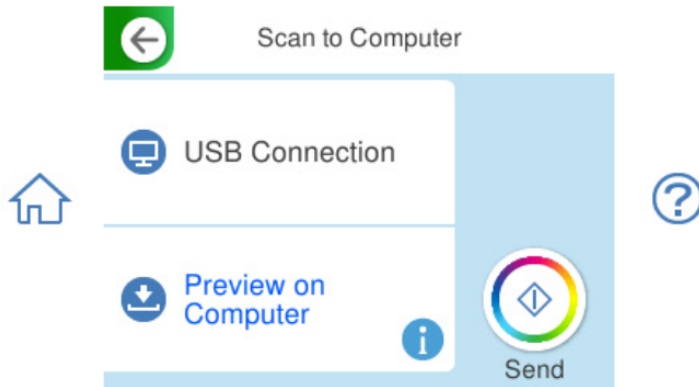 Scan to Computer
USB Connection
Preview on
Computer
i
Send
?